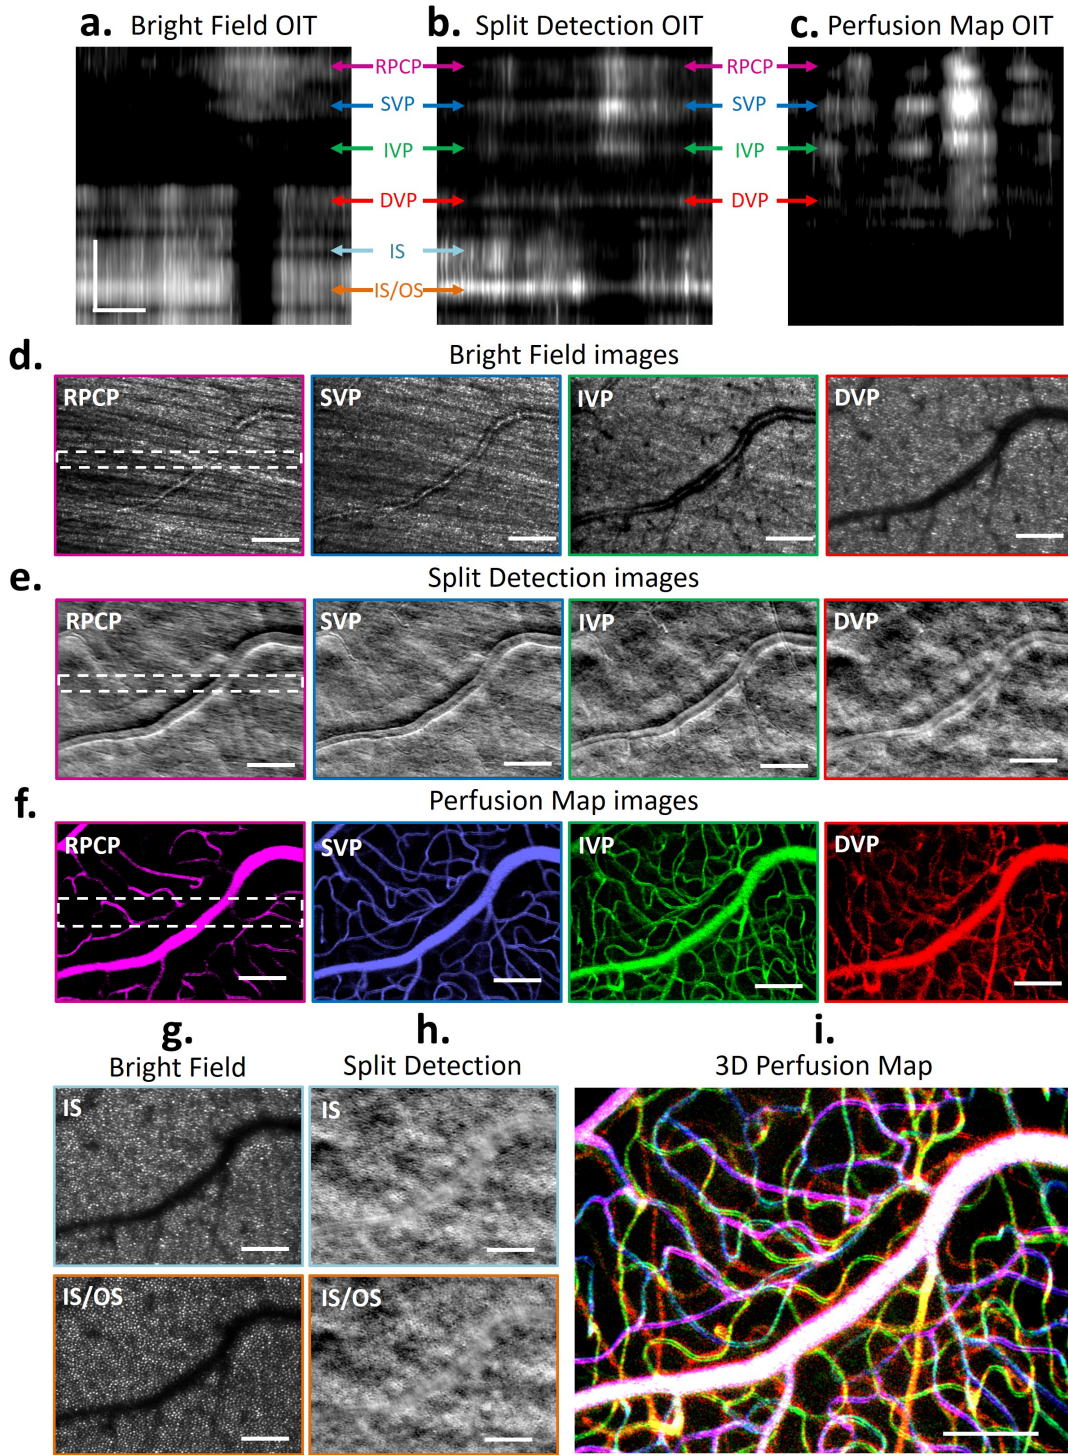 a. Bright Field OIT
b. Split Detection OIT
c. Perfusion Map OIT
RPCP
RPCP
SVP
SVP
IVP
IVP
DVP
DVP
IS
IS/OS
d.
Bright Field images
RPCP
SVP
IVP
DVP
e.
Split Detection images
RPCP
SVP
IVP
DVP
f.
Perfusion Map images
RPCP
SVP
IVP
DVP
g.
h.
i.
Bright Field
Split Detection
3D Perfusion Map
IS
IS
IS/OS
IS/OS